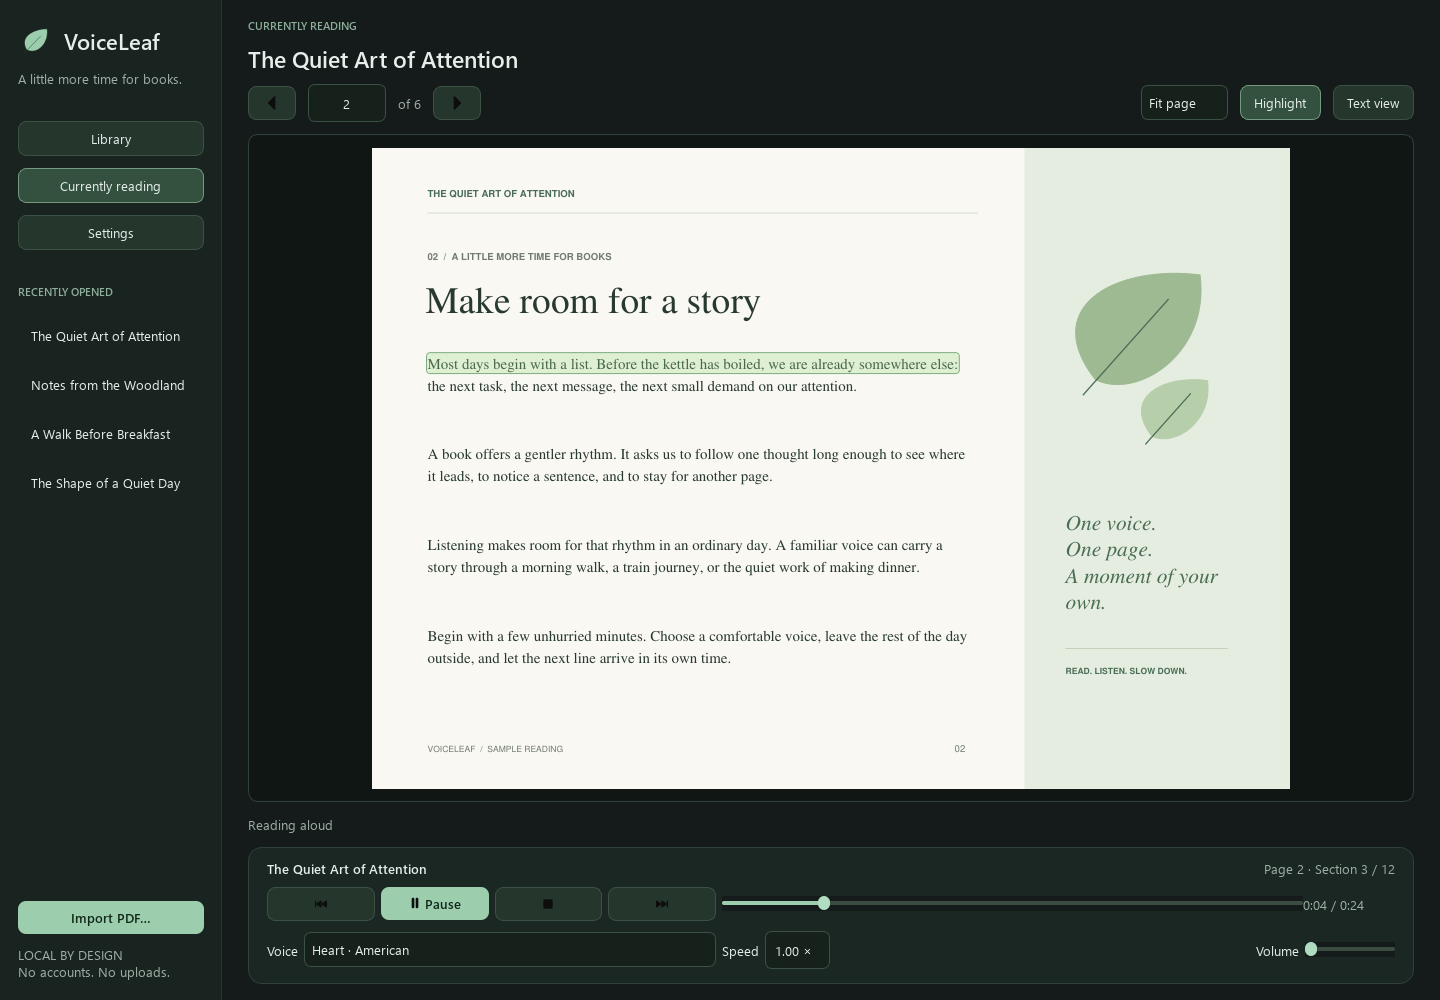 VoiceLeaf
A little more time for books.
Library
Currently reading
Settings
RECENTLY OPENED
The Quiet Art of Attention
Notes from the Woodland
A Walk Before Breakfast
The Shape of a Quiet Day
Import PDF...
LOCAL BY DESIGN
No accounts. No uploads.
CURRENTLY READING
The Quiet Art of Attention
2 of 6
Fit page
Highlight
Text view
THE QUIET ART OF ATTENTION
02 / A LITTLE MORE TIME FOR BOOKS
Make room for a story
Most days begin with a list. Before the kettle has boiled, we are already somewhere else:
the next task, the next message, the next small demand on our attention.
A book offers a gentler rhythm. It asks us to follow one thought long enough to see where
it leads, to notice a sentence, and to stay for another page.
Listening makes room for that rhythm in an ordinary day. A familiar voice can carry a
story through a morning walk, a train journey, or the quiet work of making dinner.
Begin with a few unhurried minutes. Choose a comfortable voice, leave the rest of the day
outside, and let the next line arrive in its own time.
VOICELEAF / SAMPLE READING
02
One voice.
One page.
A moment of your
own.
READ. LISTEN. SLOW DOWN.
Reading aloud
The Quiet Art of Attention
Page 2 · Section 3 / 12
Pause
0:04 / 0:24
Voice
Heart · American
Speed
1.00 ×
Volume